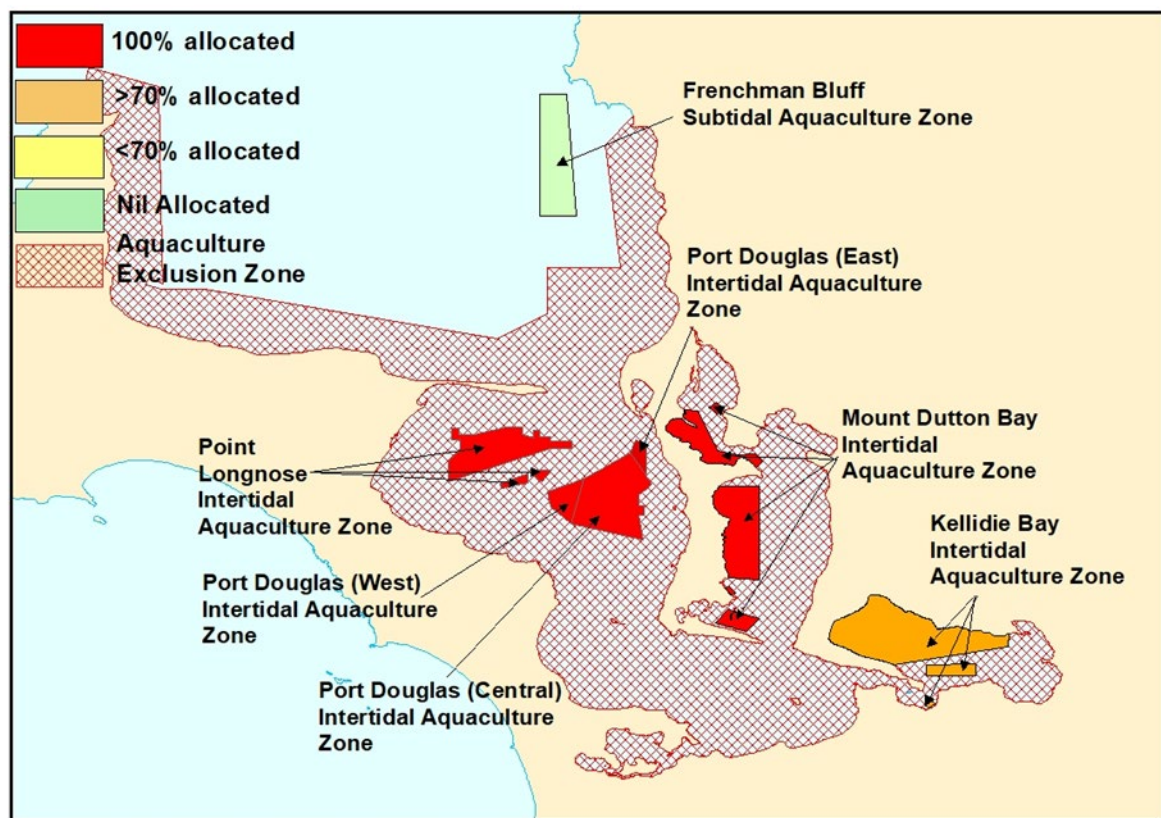 100% allocated
>70% allocated
<70% allocated
Nil Allocated
Aquaculture
Exclusion Zone
Frenchman Bluff
Subtidal Aquaculture Zone
Port Douglas (East)
Intertidal Aquaculture
Zone
Mount Dutton Bay
Intertidal
Aquaculture Zone
Kellidie Bay
Intertidal
Aquaculture Zone
Point
Longnose
Intertidal
Aquaculture Zone
Port Douglas (West)
Intertidal Aquaculture
Zone
Port Douglas (Central)
Intertidal Aquaculture
Zone